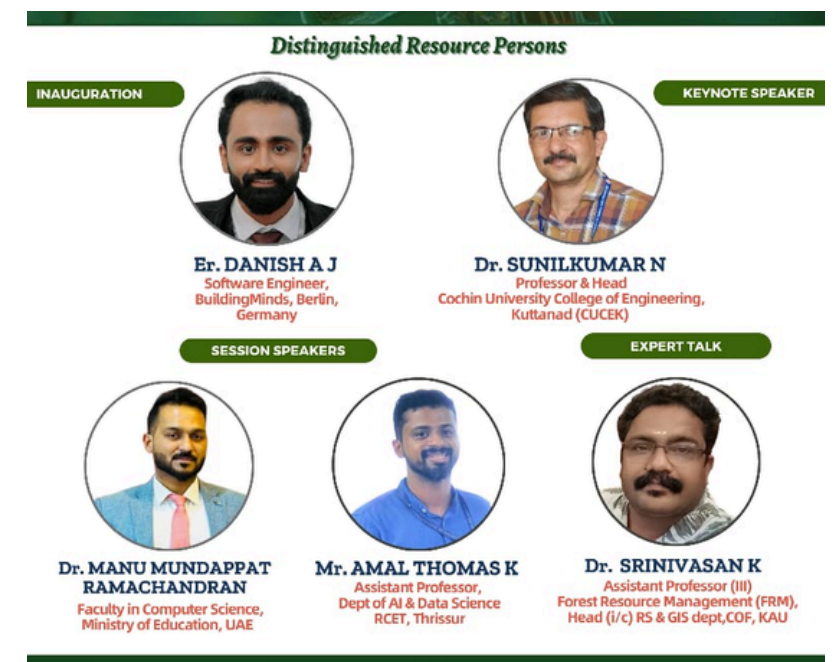 Distinguished Resource Persons
INAUGURATION
KEYNOTE SPEAKER
Er. DANISH A J
Software Engineer,
BuildingMinds, Berlin,
Germany
Dr. SUNILKUMAR N
Professor & Head
Cochin University College of Engineering,
Kuttanad (CUCEK)
SESSION SPEAKERS
EXPERT TALK
Dr. MANU MUNDAPPAT
RAMACHANDRAN
Faculty in Computer Science,
Ministry of Education, UAE
Mr. AMAL THOMAS K
Assistant Professor,
Dept of AI & Data Science
RCET, Thrissur
Dr. SRINIVASAN K
Assistant Professor (III)
Forest Resource Management (FRM),
Head (i/c) RS & GIS dept,COF, KAU